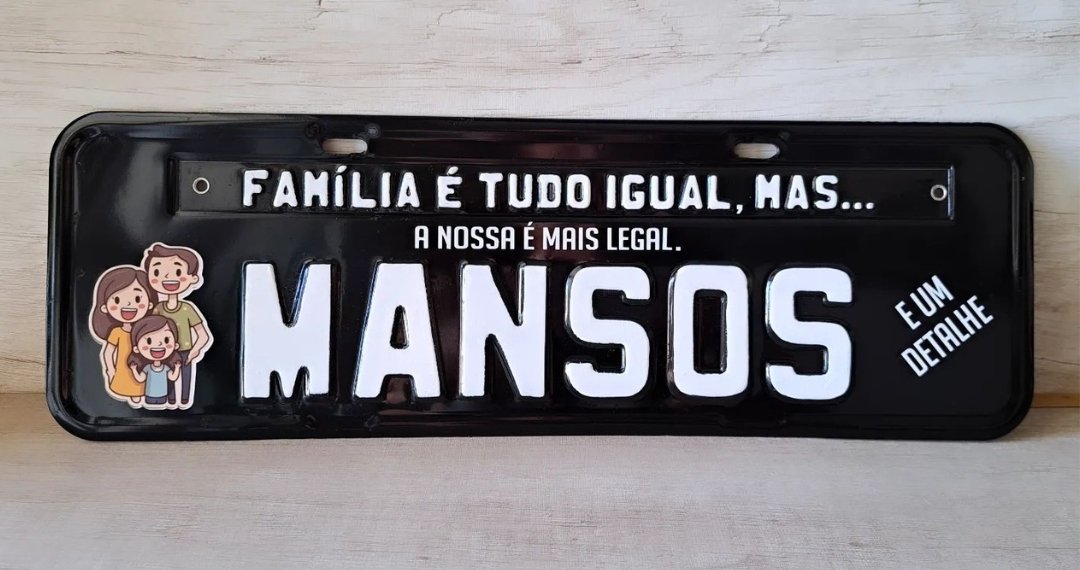 FAMÍLIA É TUDO IGUAL, MAS...
A NOSSA É MAIS LEGAL.
MANSOS
E UM
DETALHE